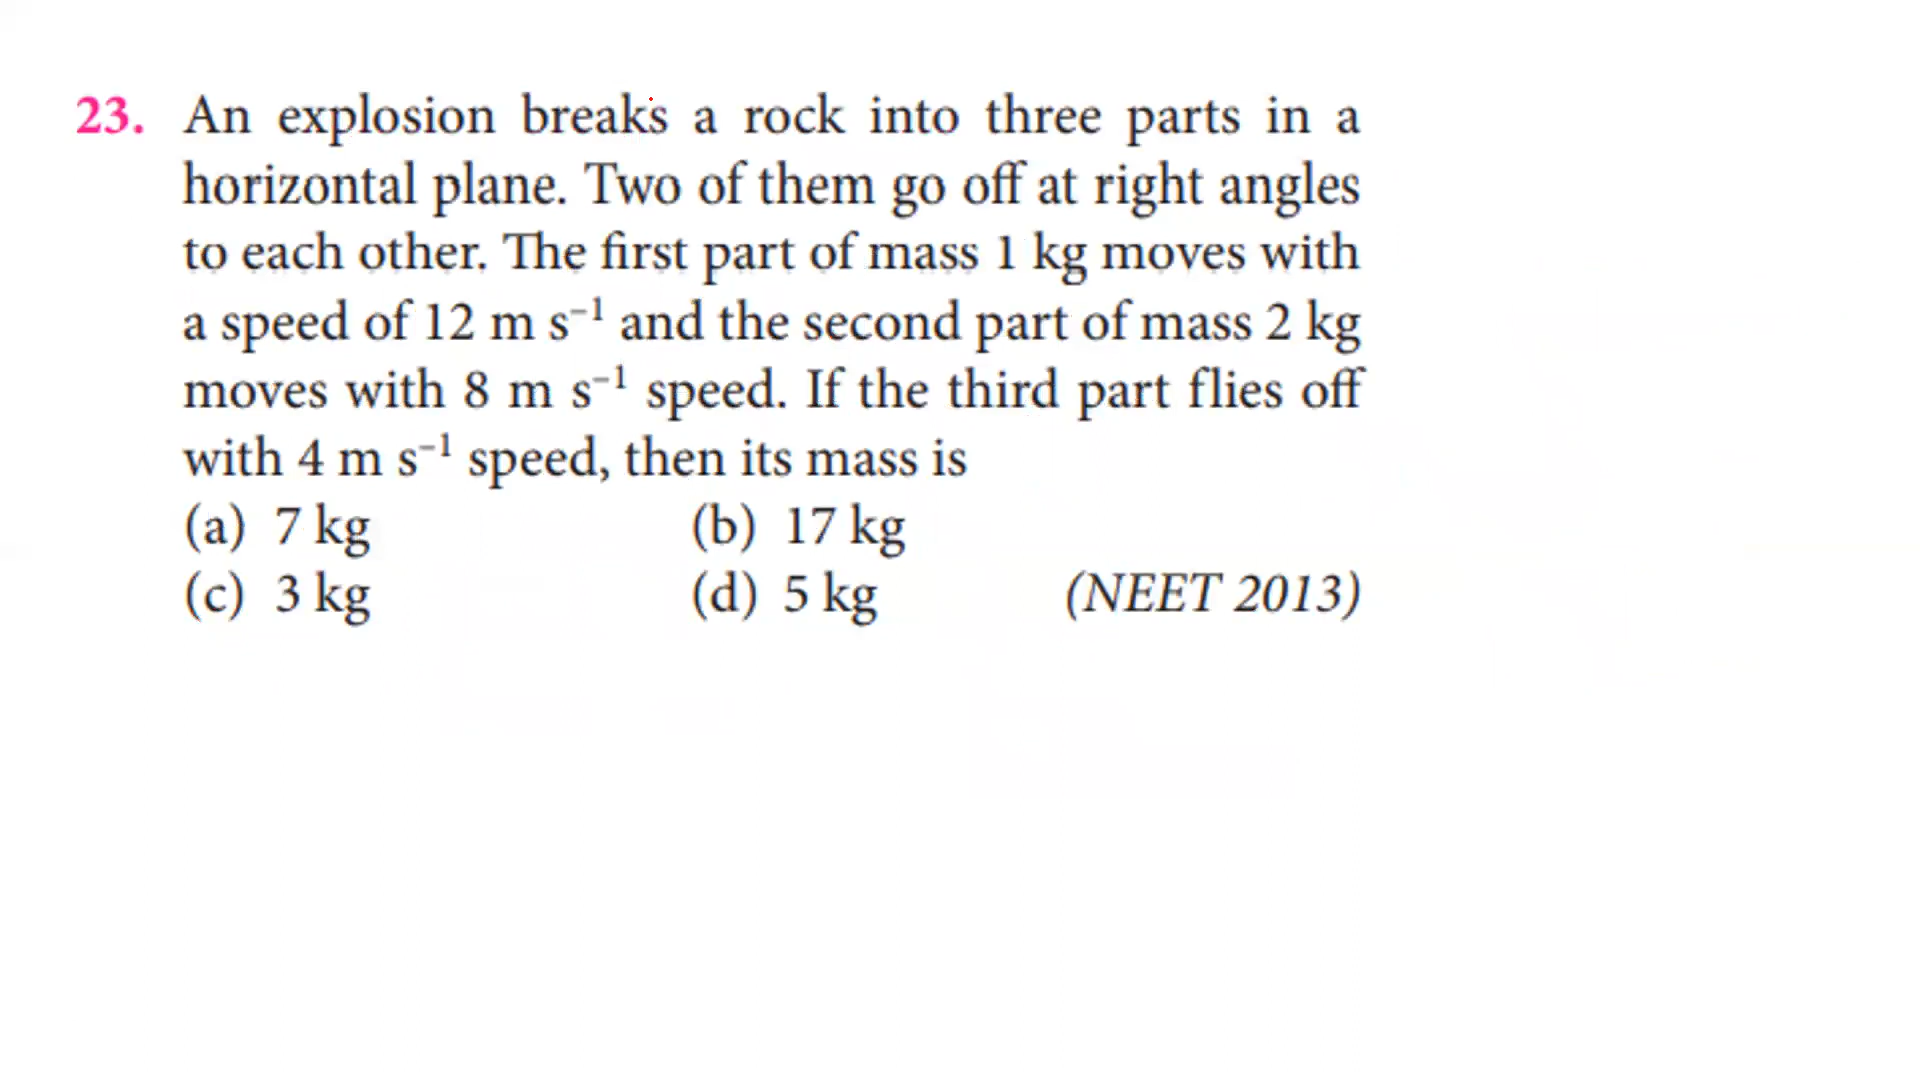 23. An explosion breaks a rock into three parts in a
horizontal plane. Two of them go off at right angles
to each other. The first part of mass 1 kg moves with
a speed of 12 m s⁻¹ and the second part of mass 2 kg
moves with 8 m s⁻¹ speed. If the third part flies off
with 4 m s⁻¹ speed, then its mass is
(a) 7 kg (b) 17 kg
(c) 3 kg (d) 5 kg (NEET 2013)